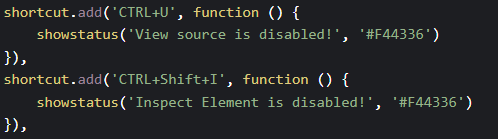 shortcut.add('CTRL+U', function () {
    showstatus('View source is disabled!', '#F44336')
}),
shortcut.add('CTRL+Shift+I', function () {
    showstatus('Inspect Element is disabled!', '#F44336')
}),